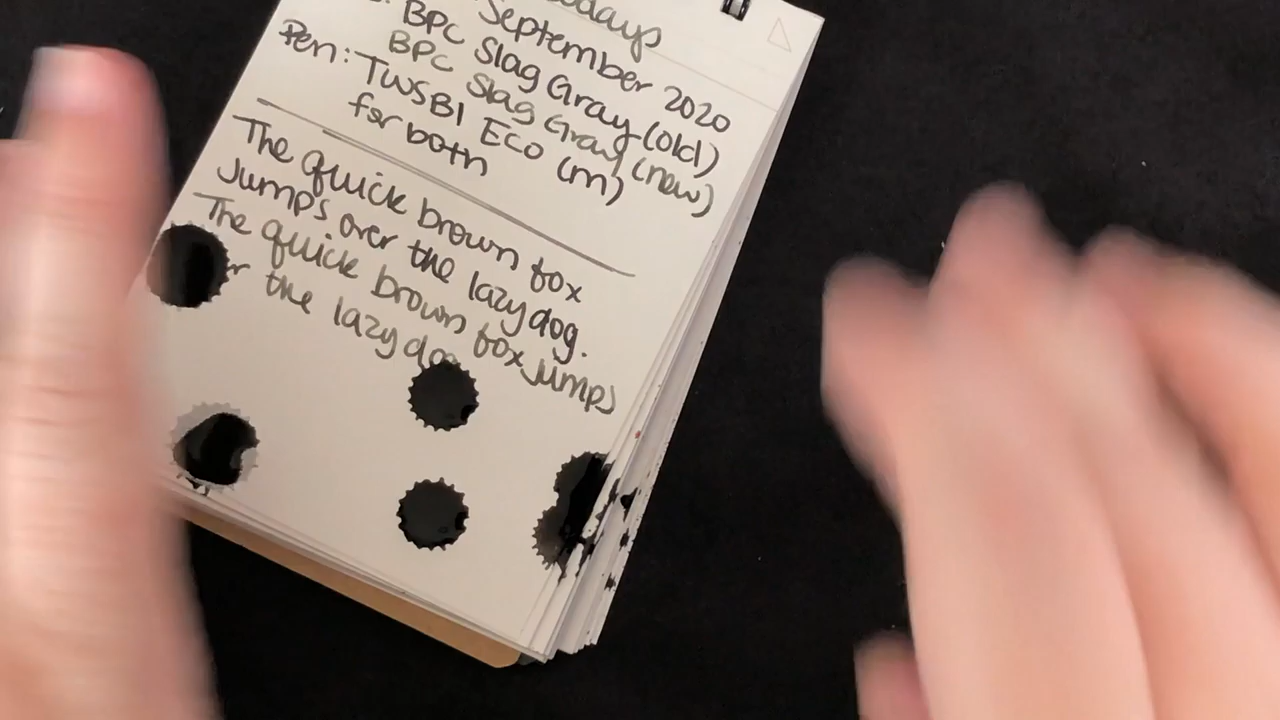 September 2020
BPC Slag Gray (old)
BPC Slag Gray (new)
Pen: TWSBI Eco (m)
for both
The quick brown fox
Jumps over the lazy dog.
The quick brown fox Jumps
the lazy dog